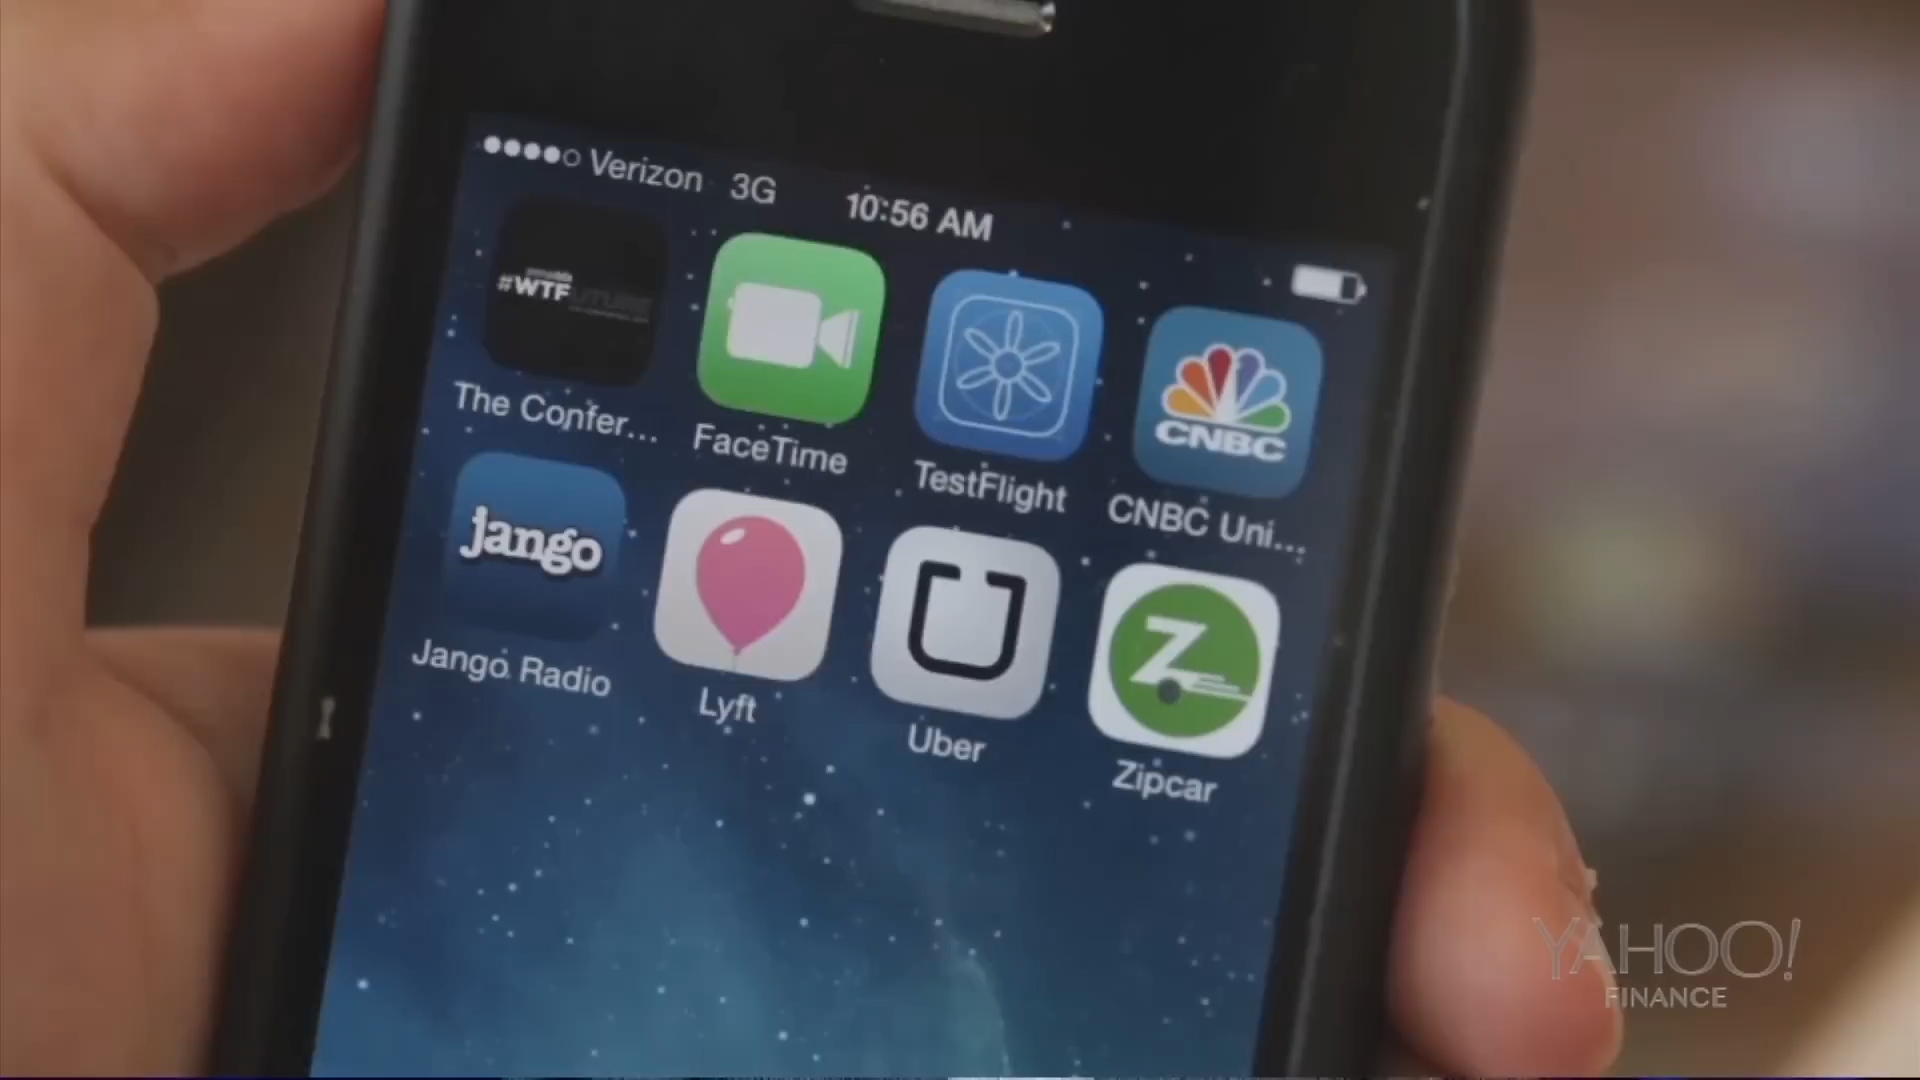 Verizon 3G 10:56 AM
#WTFUTURE
CNBC
The Confer...
FaceTime
TestFlight
CNBC Uni...
jango
Jango Radio
Lyft
Uber
Zipcar
Z
YAHOO!
FINANCE